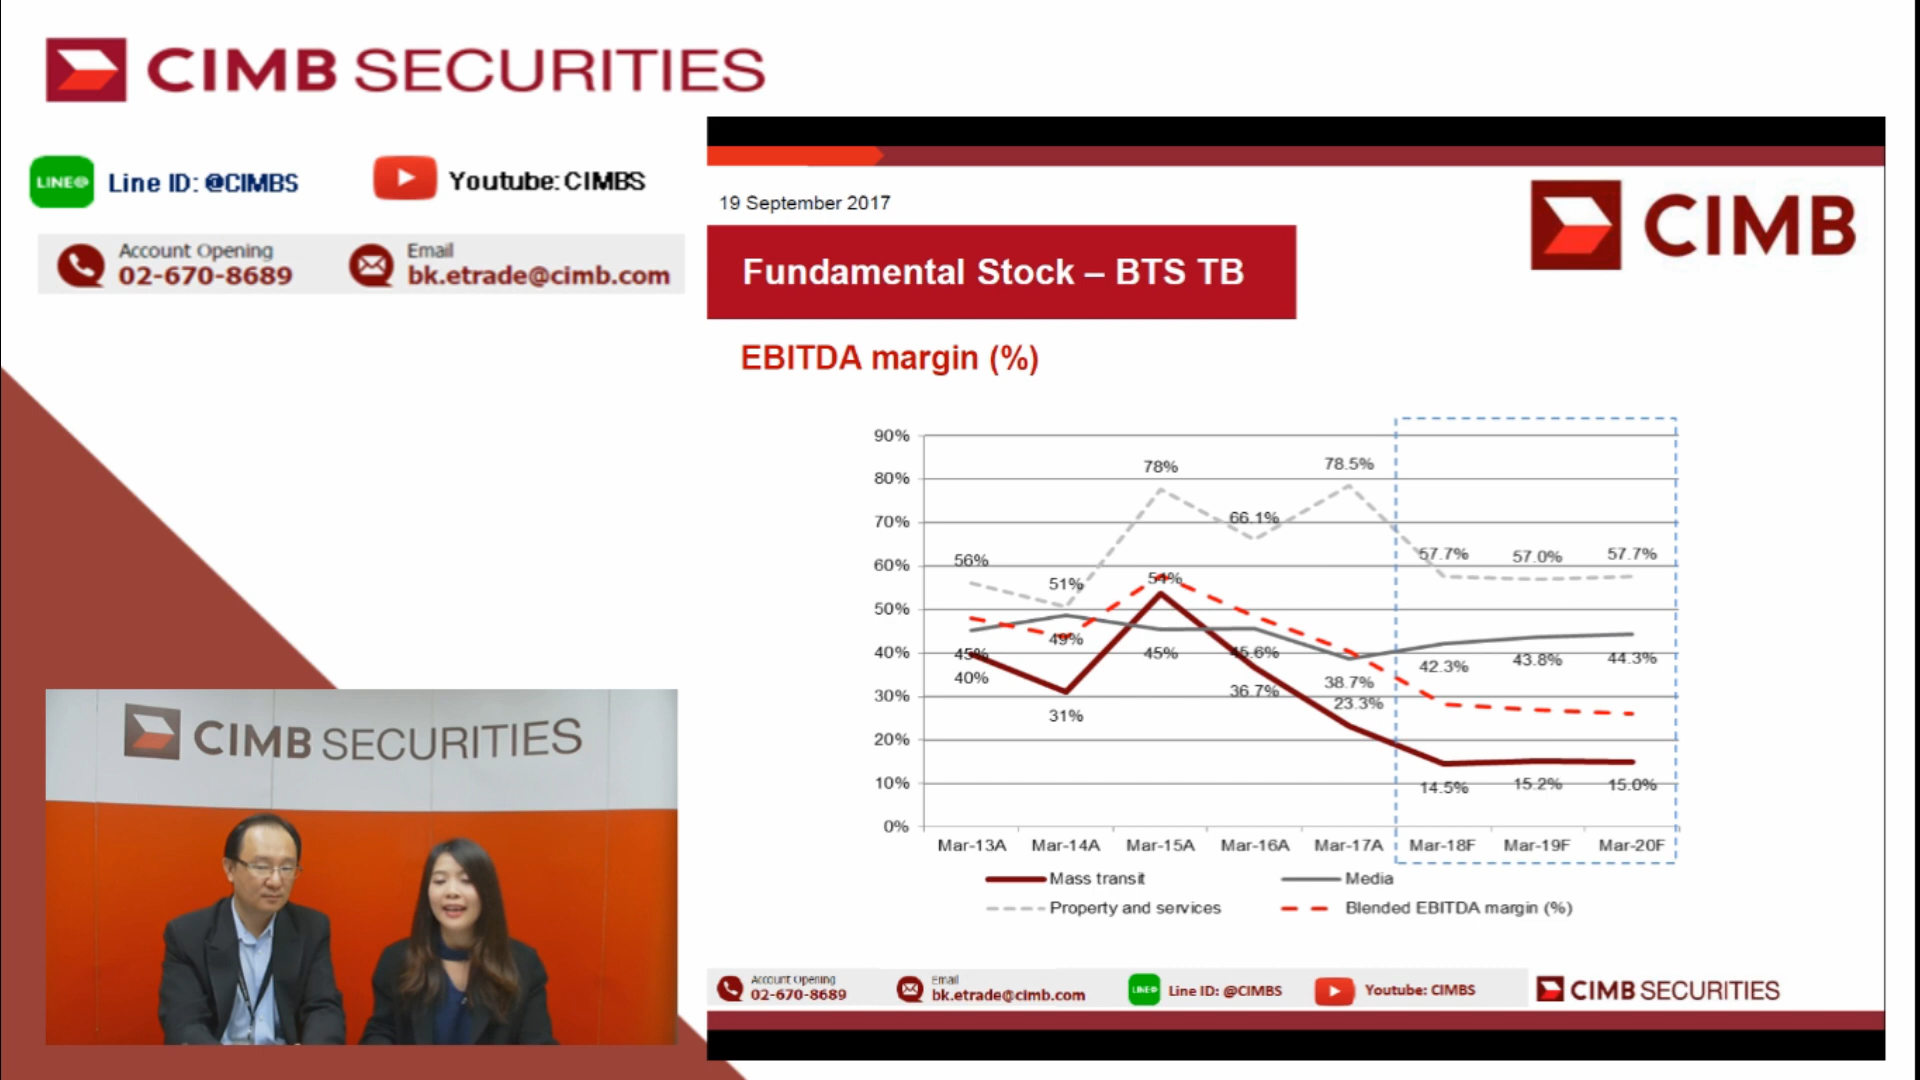 CIMB SECURITIES
LINE@ Line ID: @CIMBS
Youtube: CIMBS
Account Opening
02-670-8689
Email
bk.etrade@cimb.com
19 September 2017
CIMB
Fundamental Stock – BTS TB
EBITDA margin (%)
90%
80%
70%
60%
50%
40%
30%
20%
10%
0%
56%
51%
78%
66.1%
78.5%
57.7%
57.0%
57.7%
45%
49%
45%
45.6%
38.7%
42.3%
43.8%
44.3%
40%
31%
54%
36.7%
23.3%
14.5%
15.2%
15.0%
Mar-13A Mar-14A Mar-15A Mar-16A Mar-17A Mar-18F Mar-19F Mar-20F
Mass transit
Media
Property and services
Blended EBITDA margin (%)
CIMB SECURITIES
Account Opening
02-670-8689
Email
bk.etrade@cimb.com
LINE@ Line ID: @CIMBS
Youtube: CIMBS
CIMB SECURITIES